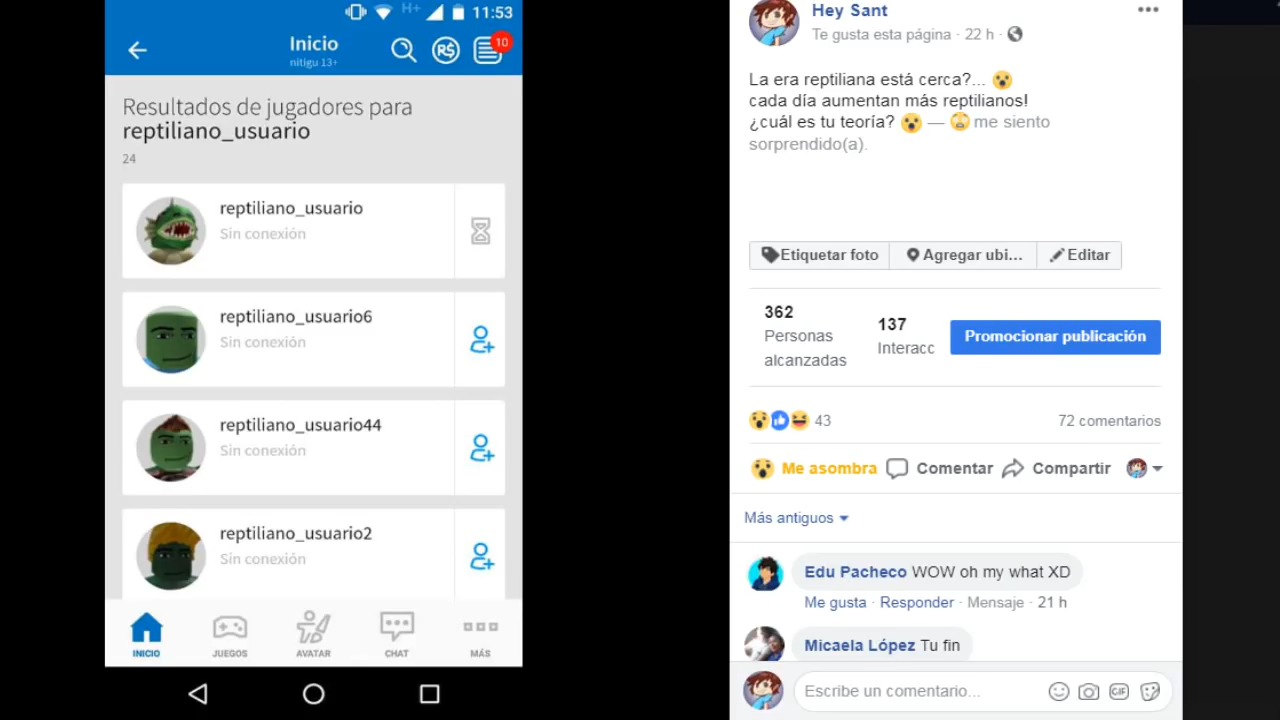 H+ 11:53
Inicio
nitigu 13+
R$
10
Resultados de jugadores para
reptiliano_usuario
24
reptiliano_usuario
Sin conexión
reptiliano_usuario6
Sin conexión
reptiliano_usuario44
Sin conexión
reptiliano_usuario2
Sin conexión
INICIO
JUEGOS
AVATAR
CHAT
MÁS
Hey Sant
Te gusta esta página · 22 h ·
La era reptiliana está cerca?... 😮
cada día aumentan más reptilianos!
¿cuál es tu teoría? 😮 — 🙄 me siento
sorprendido(a).
Etiquetar foto
Agregar ubi...
Editar
362
Personas
alcanzadas
137
Interacc
Promocionar publicación
43
72 comentarios
Me asombra
Comentar
Compartir
Más antiguos
Edu Pacheco WOW oh my what XD
Me gusta · Responder · Mensaje · 21 h
Micaela López Tu fin
Escribe un comentario...
GIF